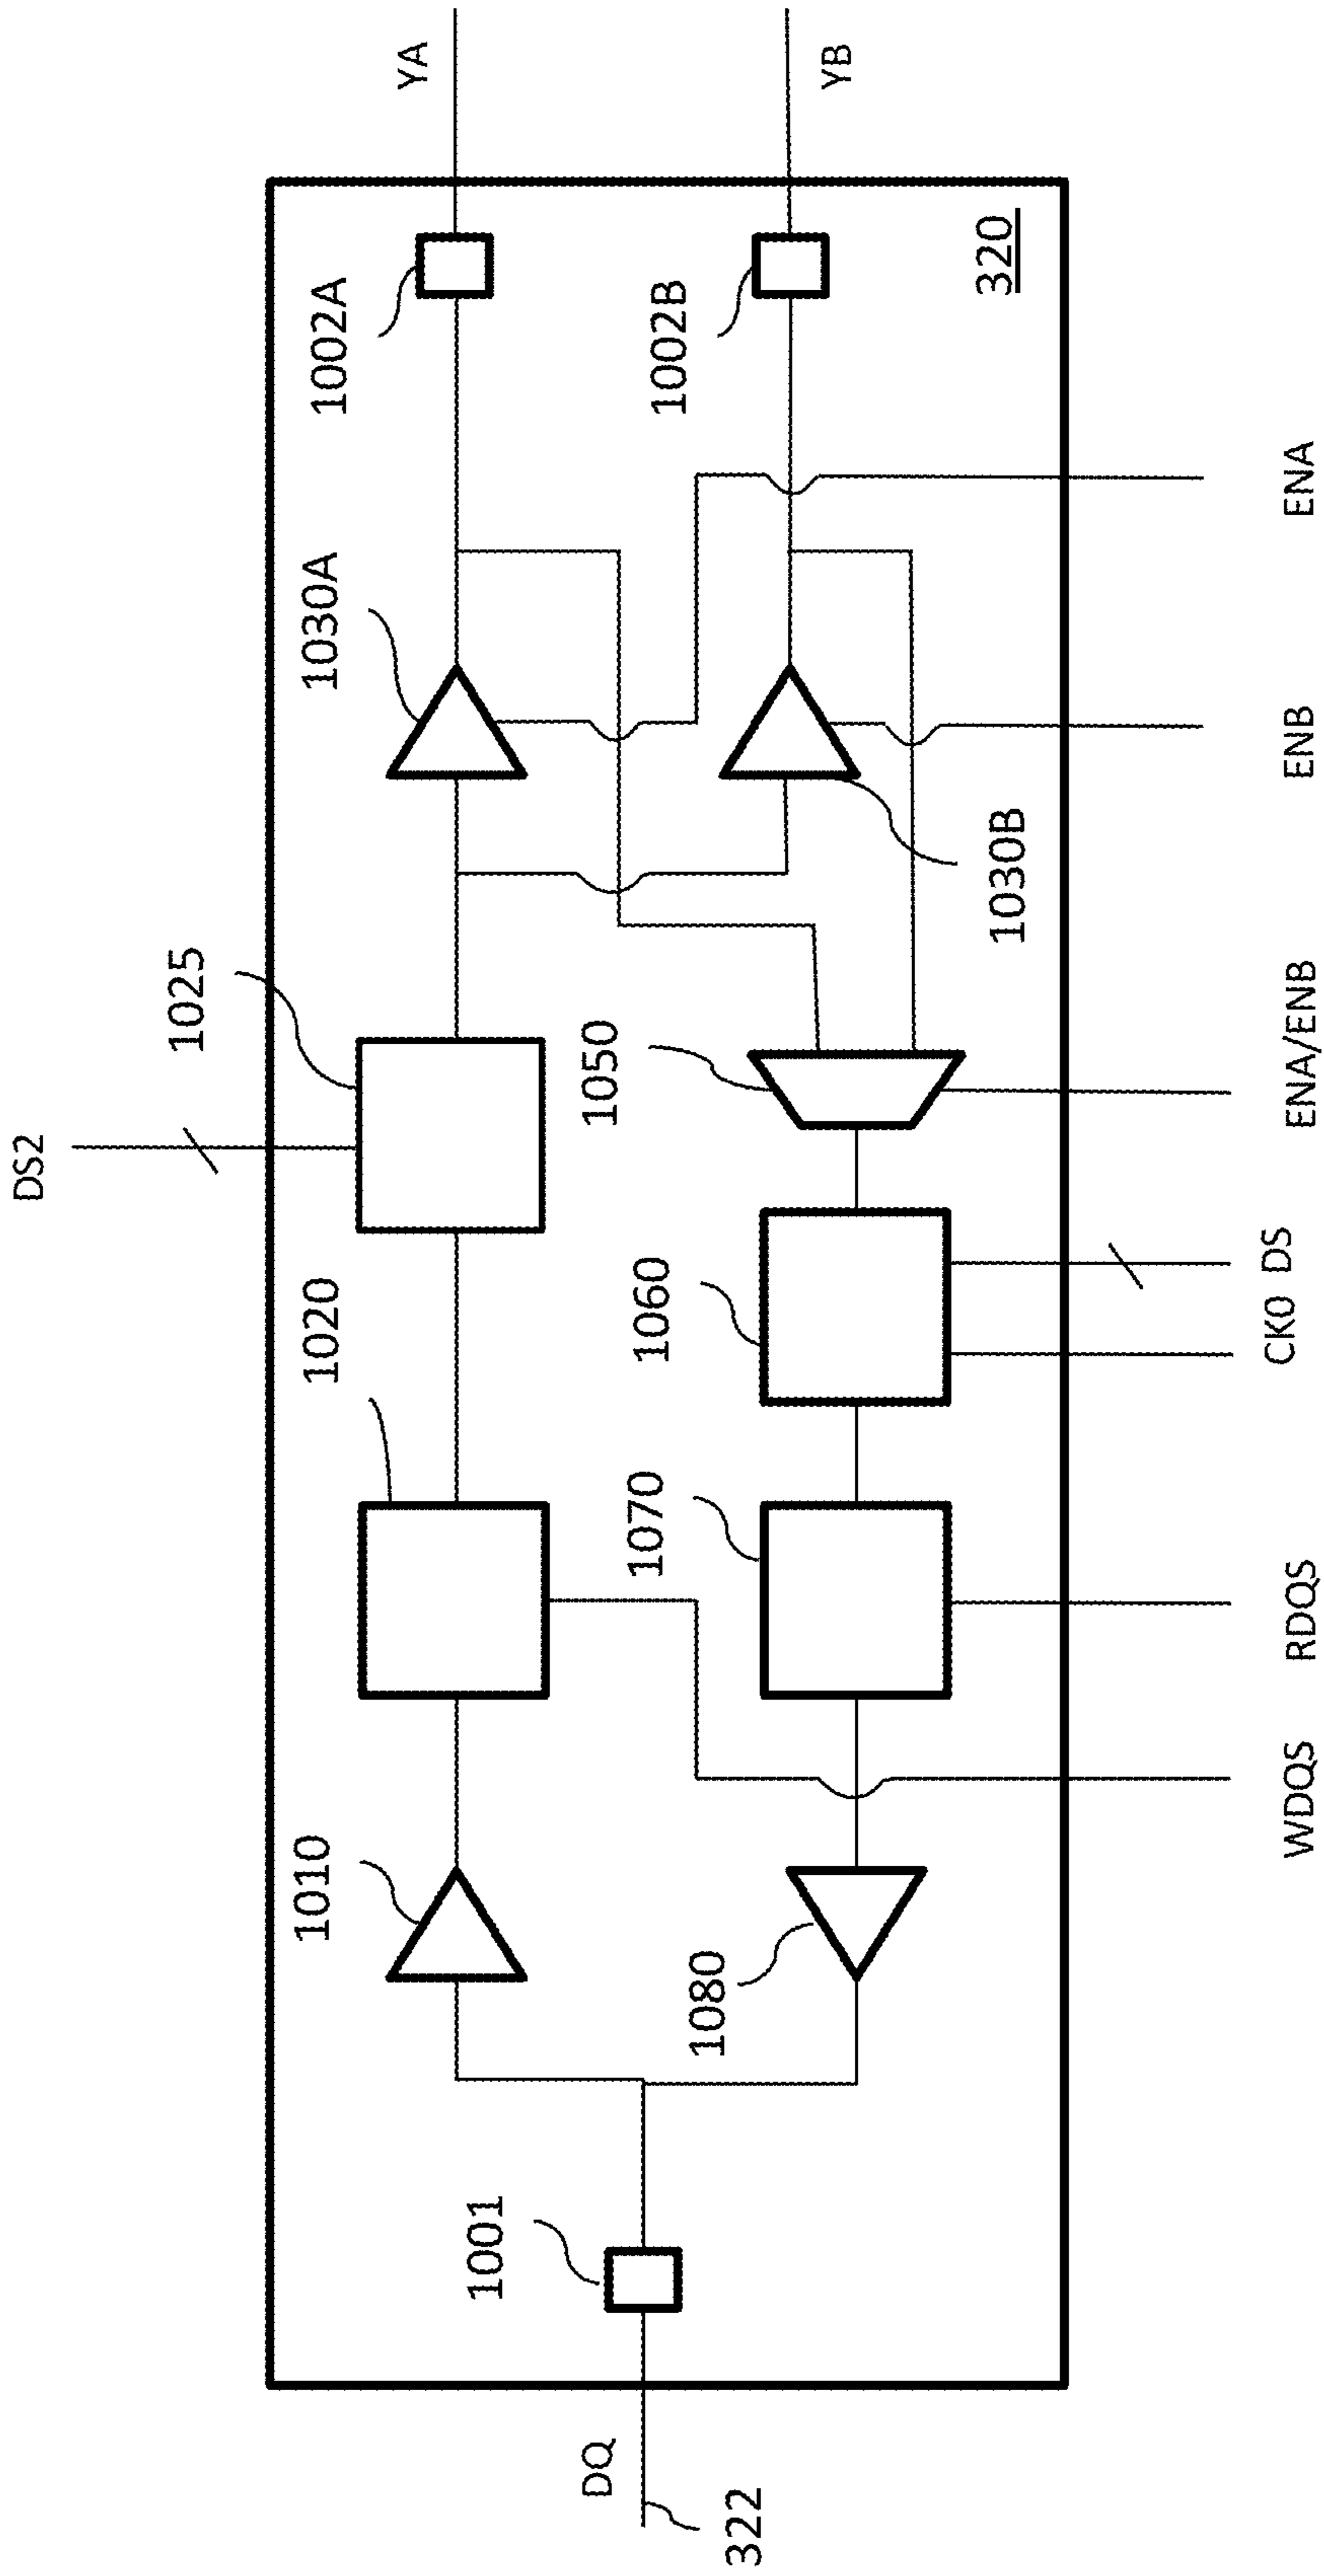 DS2
YA
YB
1025
1002A
1030A
1020
1010
1002B
320
1001
1050
1060
1070
1080
1030B
DQ
322
WDQS
RDQS
CK0
DS
ENA/ENB
ENB
ENA